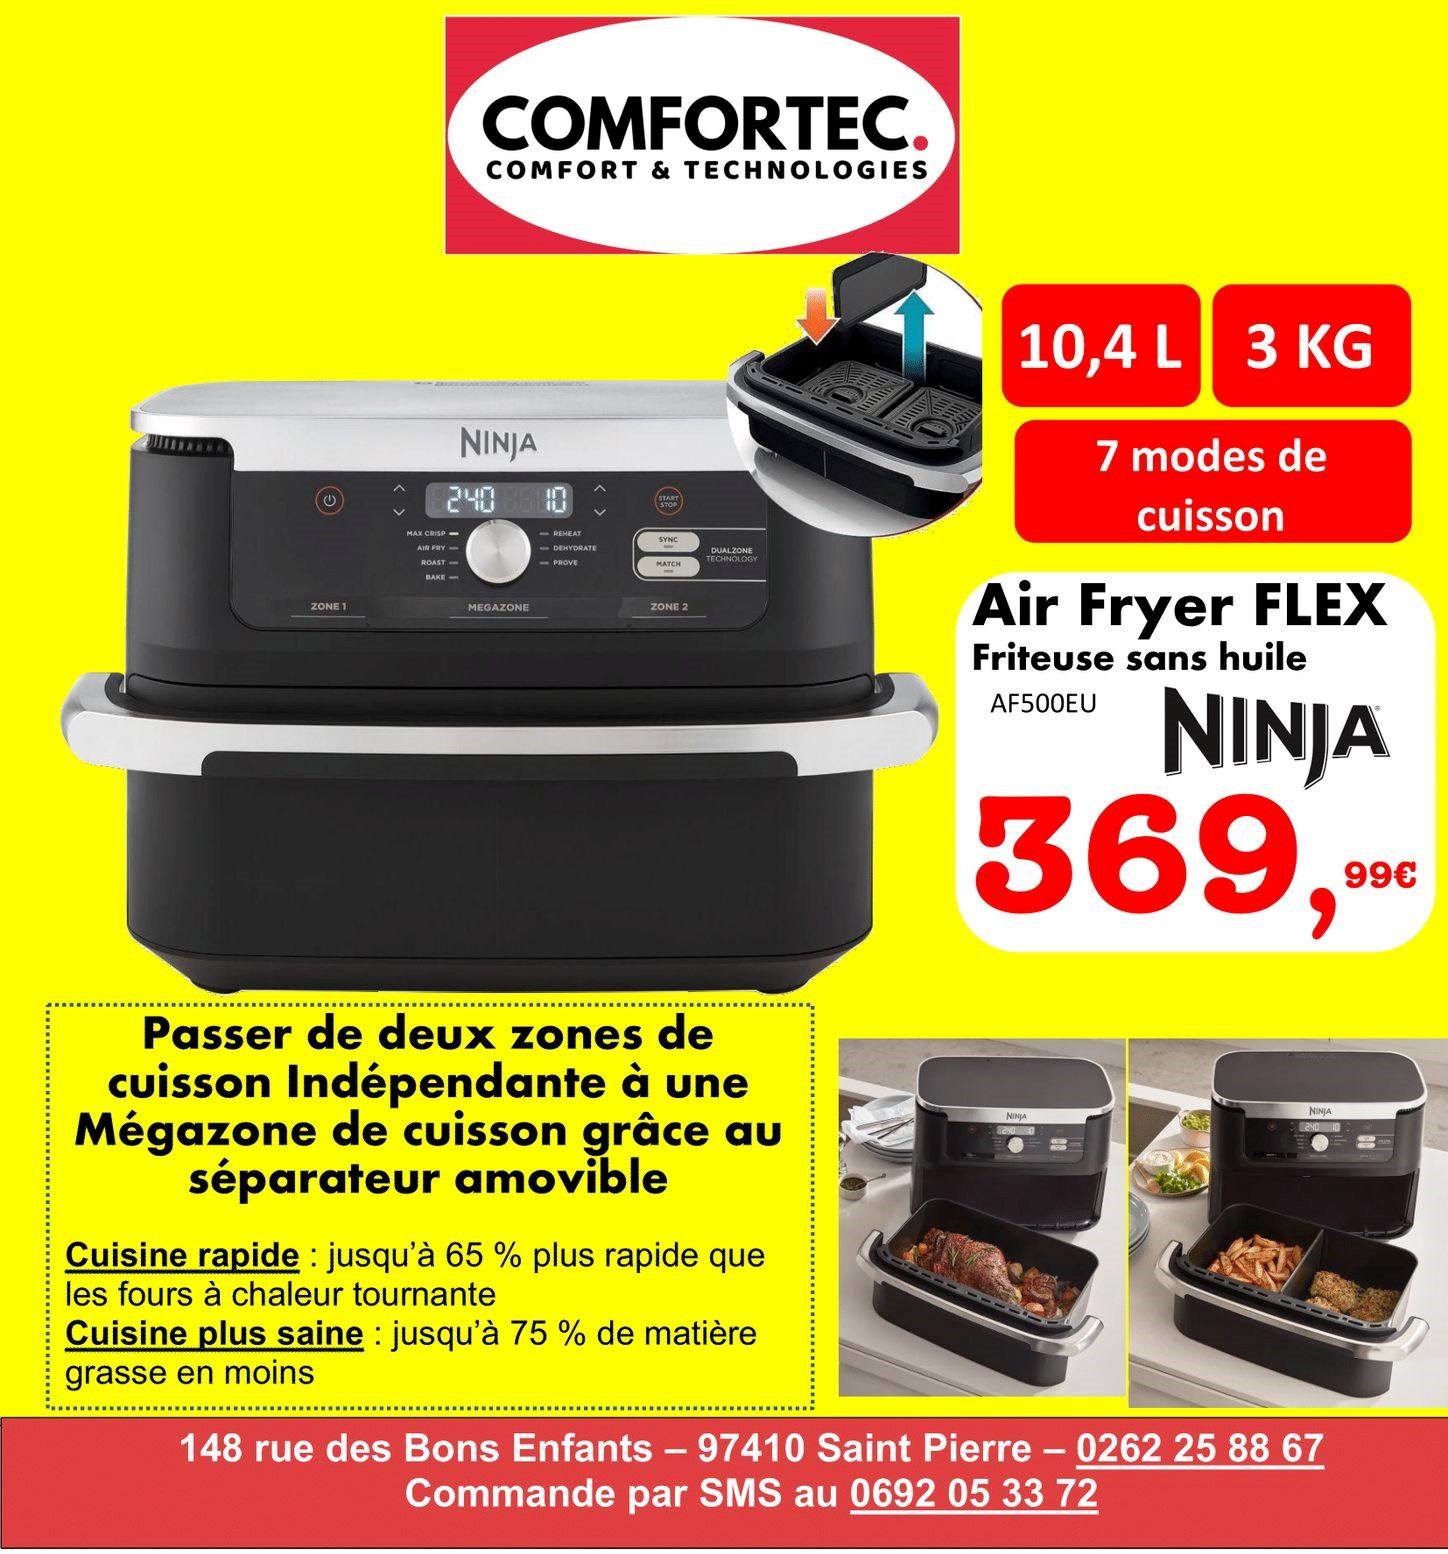 COMFORTEC.
COMFORT & TECHNOLOGIES
10,4 L
3 KG
7 modes de
cuisson
NINJA
240 10
START
STOP
MAX CRISP
AIR FRY
ROAST
BAKE
REHEAT
DEHYDRATE
PROVE
SYNC
MATCH
DUALZONE
TECHNOLOGY
ZONE 1
MEGAZONE
ZONE 2
Air Fryer FLEX
Friteuse sans huile
AF500EU
NINJA
369,99€
Passer de deux zones de
cuisson Indépendante à une
Mégazone de cuisson grâce au
séparateur amovible
Cuisine rapide : jusqu’à 65 % plus rapide que
les fours à chaleur tournante
Cuisine plus saine : jusqu’à 75 % de matière
grasse en moins
NINJA
240 10
NINJA
240 10
148 rue des Bons Enfants – 97410 Saint Pierre – 0262 25 88 67
Commande par SMS au 0692 05 33 72